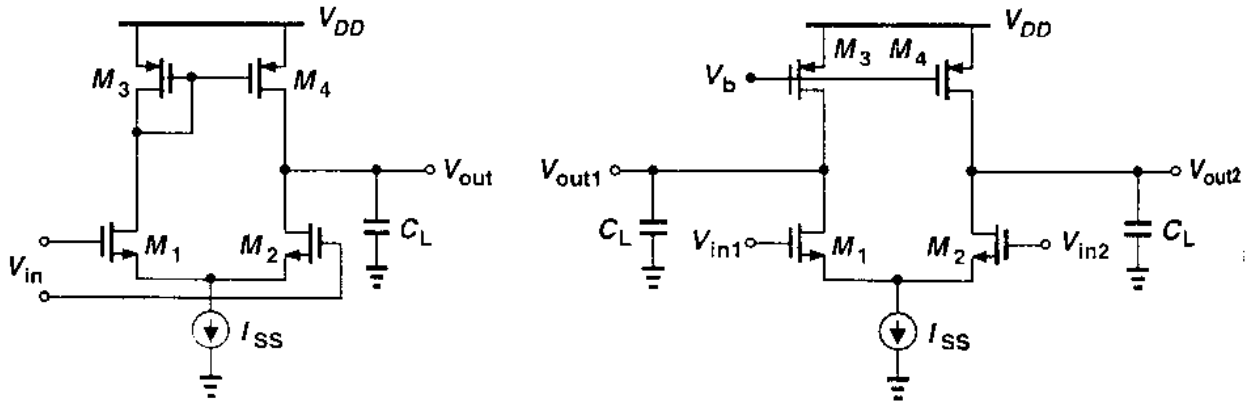 V_DD
M_3
M_4
V_out
C_L
M_1
M_2
V_in
I_SS
V_DD
M_3 M_4
V_b
V_out1
V_out2
C_L
V_in1
M_1
M_2
V_in2
C_L
I_SS